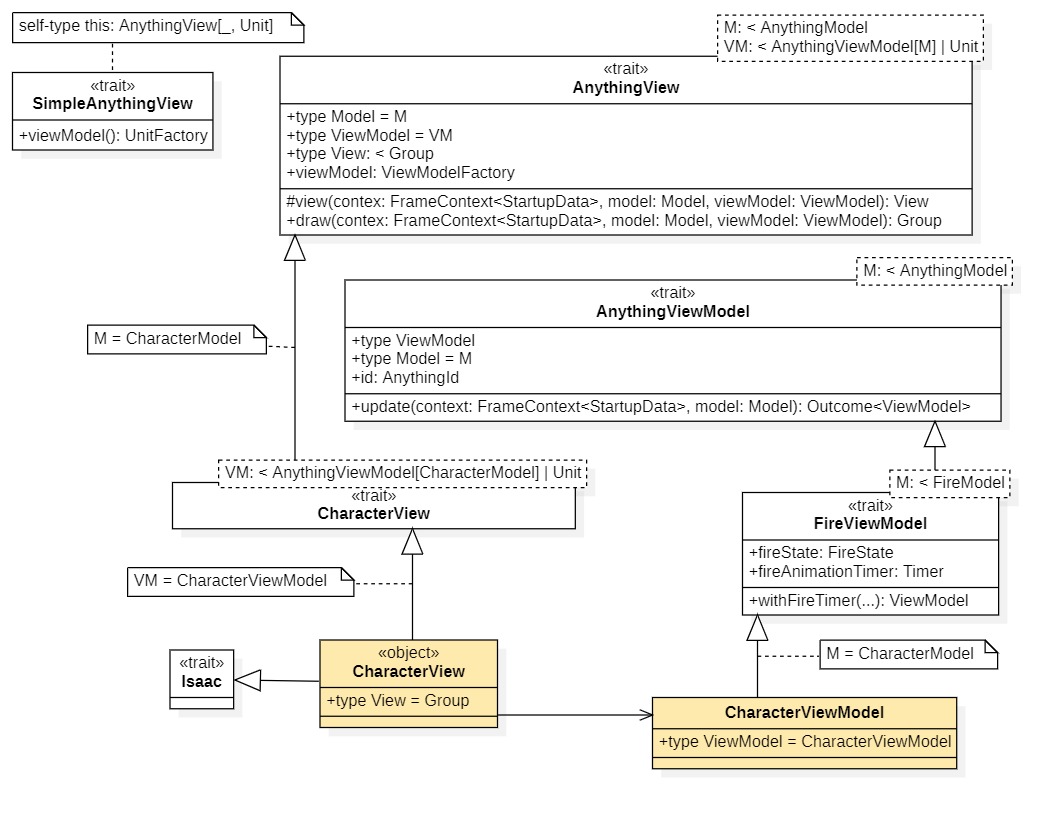 self-type this: AnythingView[_, Unit]
«trait»
SimpleAnythingView
+viewModel(): UnitFactory
M: < AnythingModel
VM: < AnythingViewModel[M] | Unit
«trait»
AnythingView
+type Model = M
+type ViewModel = VM
+type View: < Group
+viewModel: ViewModelFactory
#view(contex: FrameContext<StartupData>, model: Model, viewModel: ViewModel): View
+draw(contex: FrameContext<StartupData>, model: Model, viewModel: ViewModel): Group
M: < AnythingModel
«trait»
AnythingViewModel
+type ViewModel
+type Model = M
+id: AnythingId
+update(context: FrameContext<StartupData>, model: Model): Outcome<ViewModel>
M = CharacterModel
VM: < AnythingViewModel[CharacterModel] | Unit
«trait»
CharacterView
M: < FireModel
«trait»
FireViewModel
+fireState: FireState
+fireAnimationTimer: Timer
+withFireTimer(...): ViewModel
VM = CharacterViewModel
«trait»
Isaac
«object»
CharacterView
+type View = Group
M = CharacterModel
CharacterViewModel
+type ViewModel = CharacterViewModel